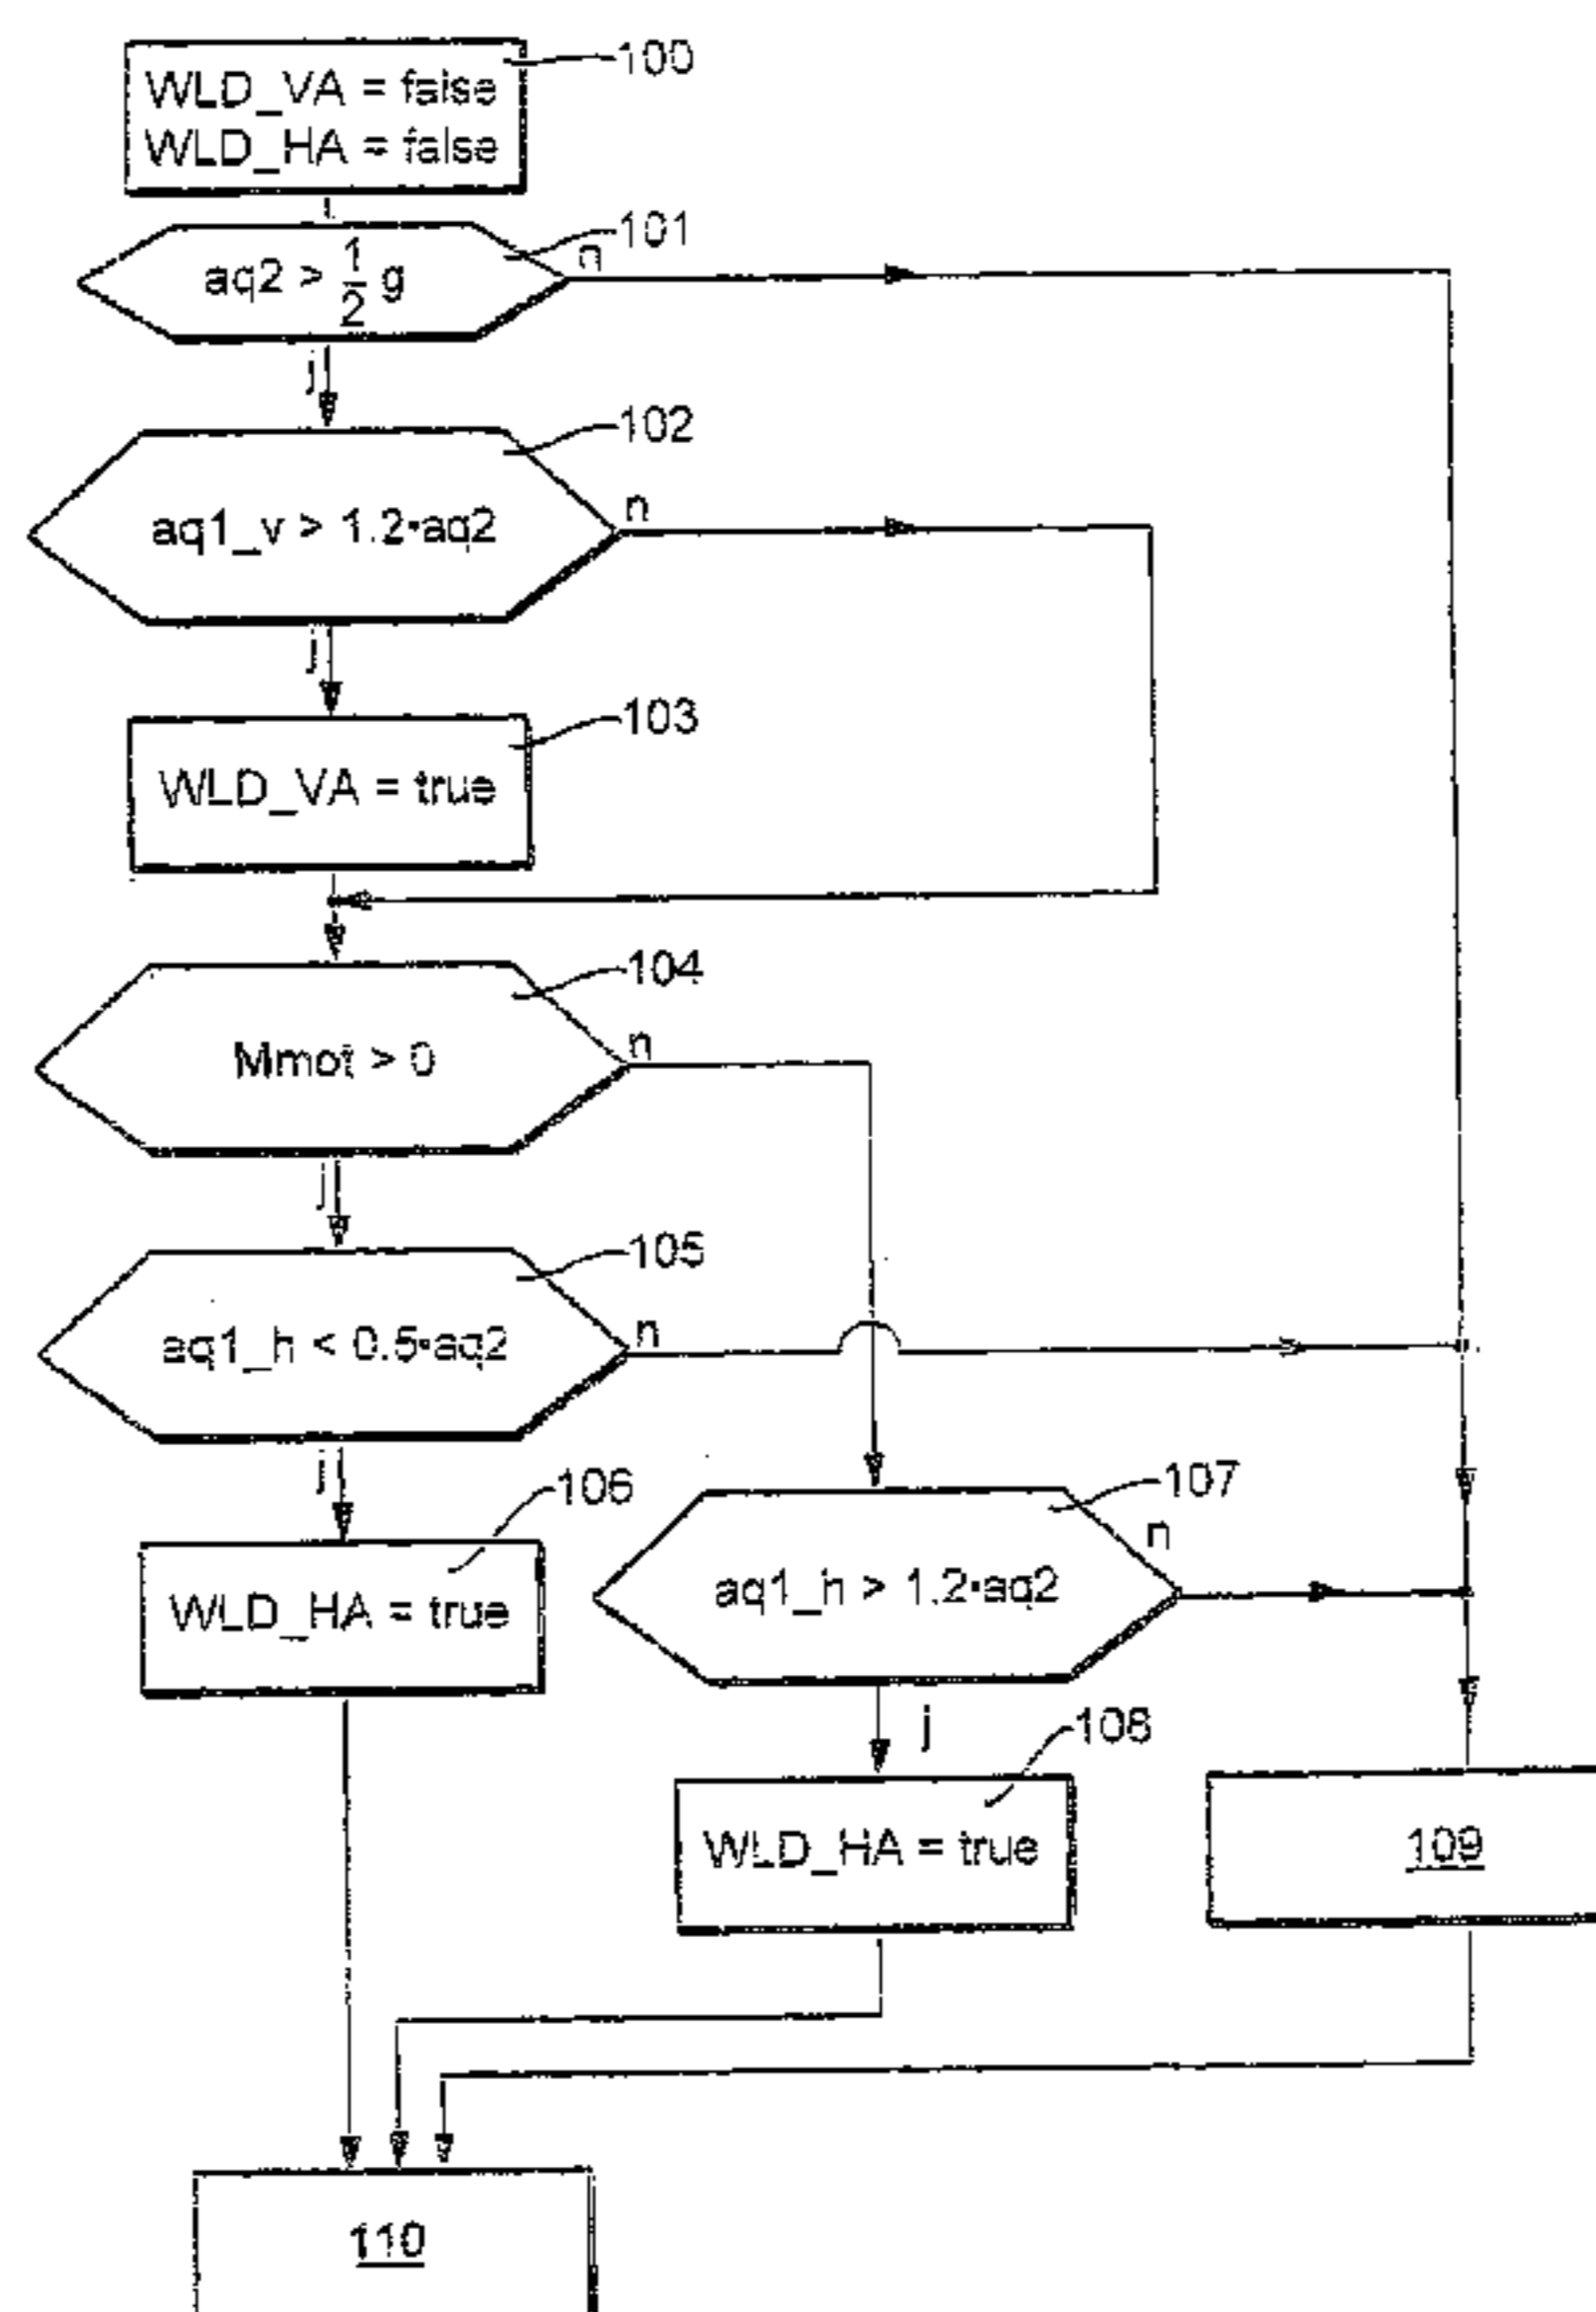 100
WLD_VA = false
WLD_HA = false
101
aq2 > 1/2 g
n
j
102
aq1_v > 1.2•aq2
n
j
103
WLD_VA = true
104
Mmot > 0
n
j
105
aq1_h < 0.5•aq2
n
j
106
WLD_HA = true
107
aq1_h > 1.2•aq2
n
j
108
WLD_HA = true
109
110